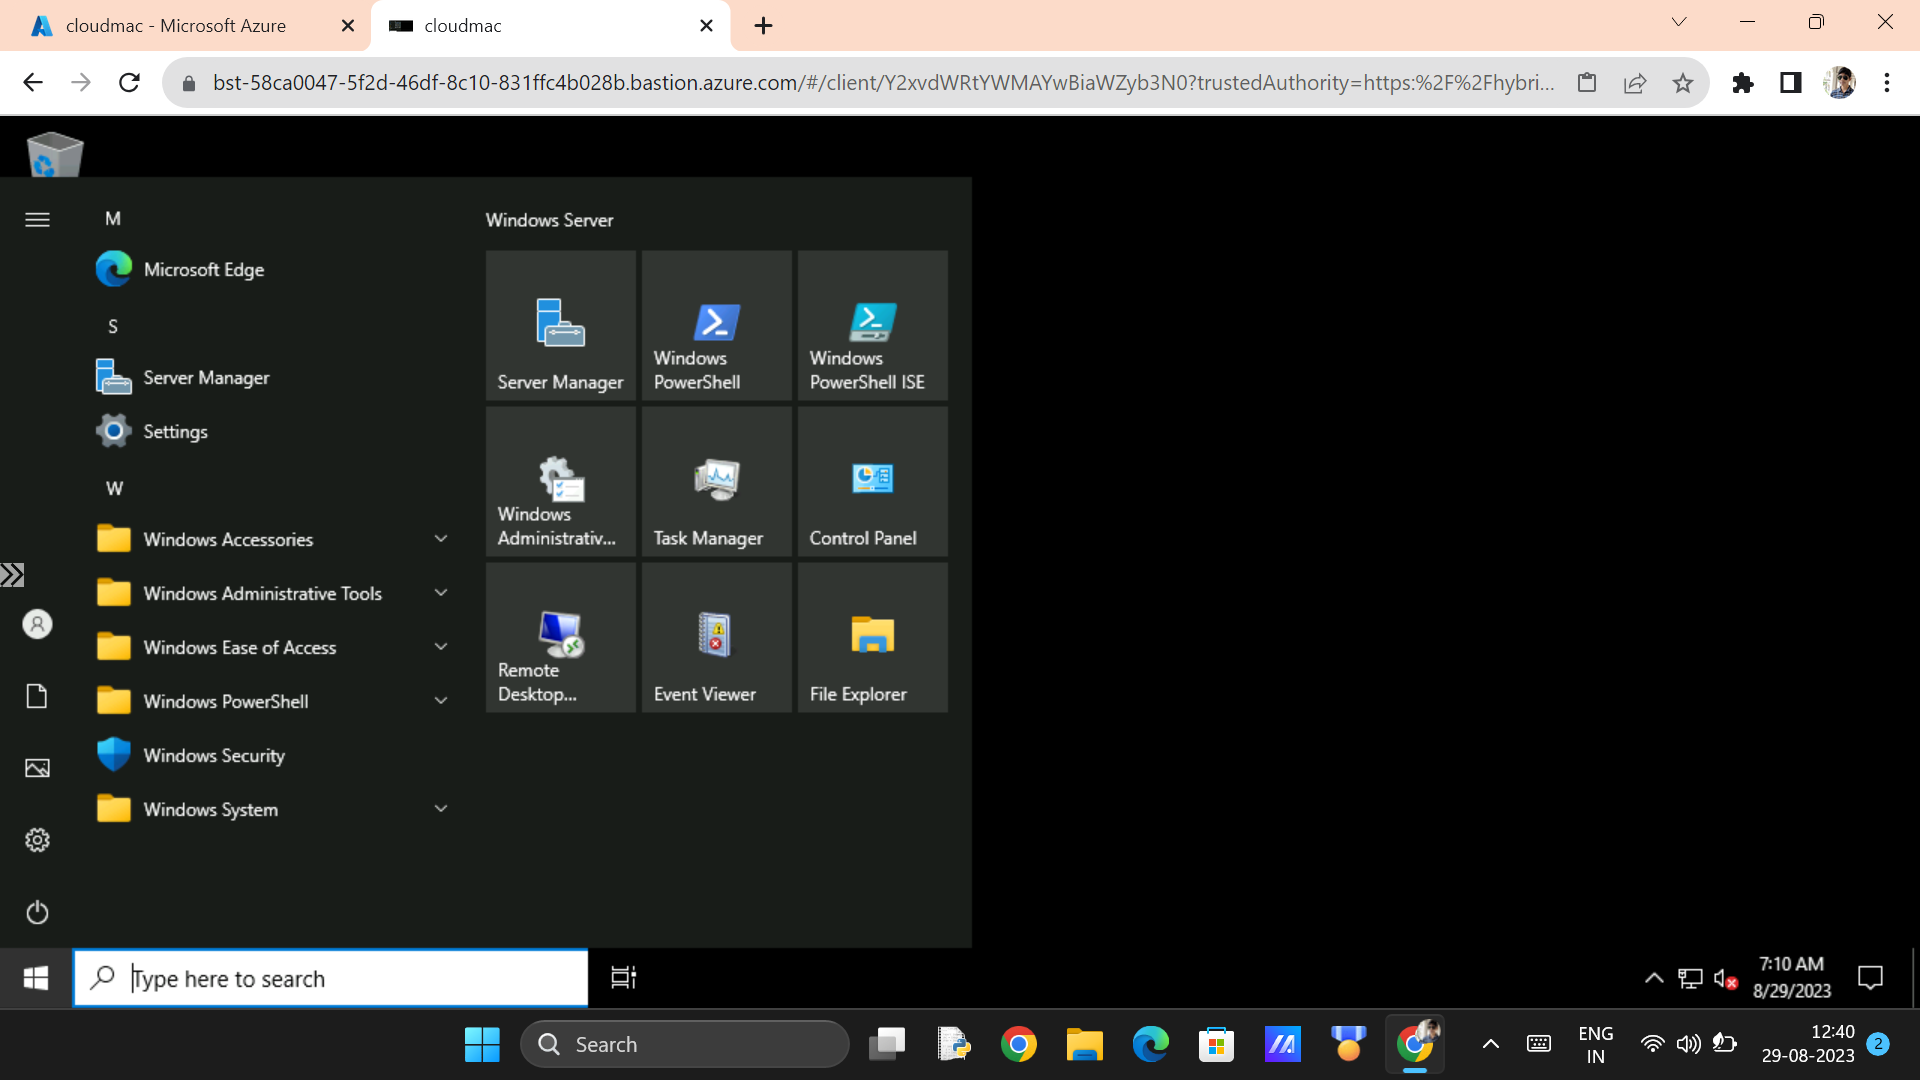 cloudmac - Microsoft Azure
cloudmac
bst-58ca0047-5f2d-46df-8c10-831ffc4b028b.bastion.azure.com/#/client/Y2xvdWRtYWMAYwBiaWZyb3N0?trustedAuthority=https:%2F%2Fhybri...
M
Microsoft Edge
S
Server Manager
Settings
W
Windows Accessories
Windows Administrative Tools
Windows Ease of Access
Windows PowerShell
Windows Security
Windows System
Windows Server
Server Manager
Windows
PowerShell
Windows
PowerShell ISE
Windows
Administrativ...
Task Manager
Control Panel
Remote
Desktop...
Event Viewer
File Explorer
Type here to search
7:10 AM
8/29/2023
Search
ENG
IN
12:40
29-08-2023
2